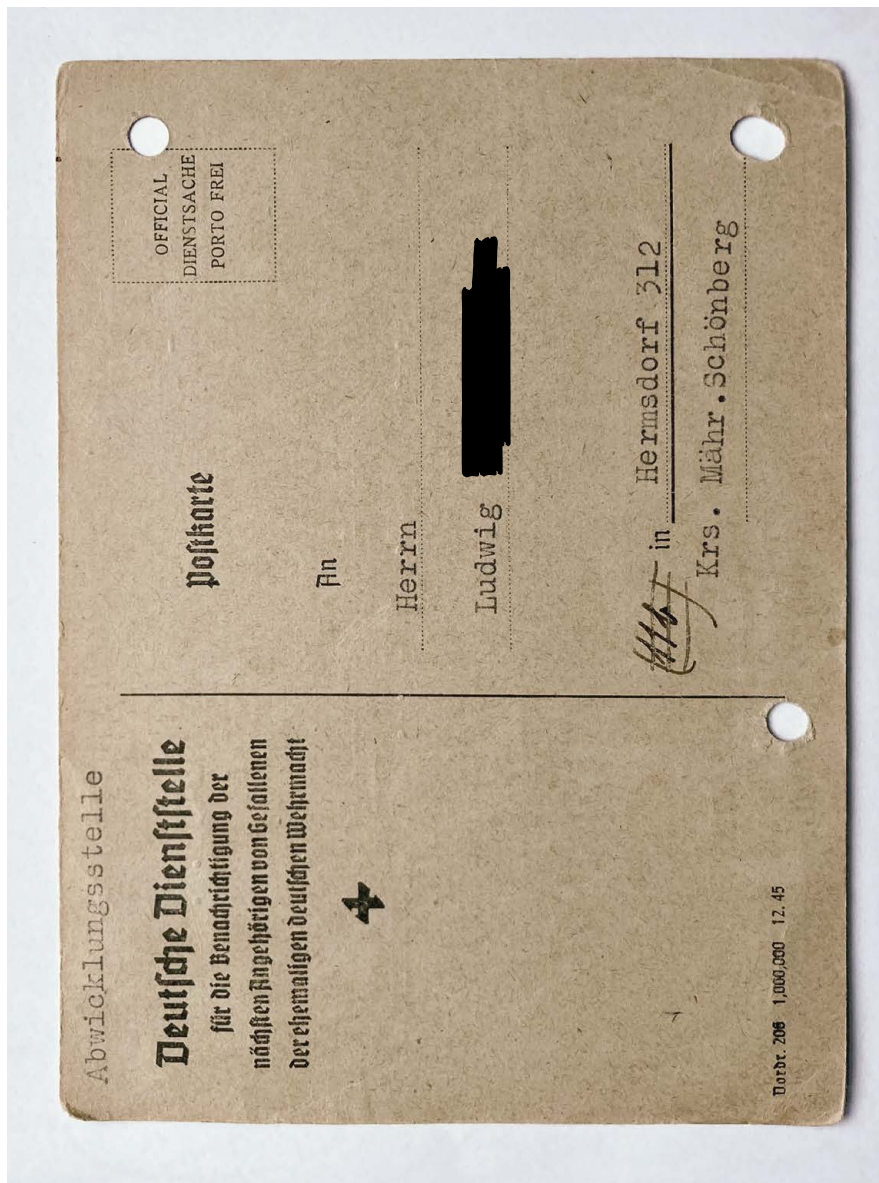 Abwicklungsstelle
Deutsche Dienststelle
für die Benachrichtigung der
nächsten Angehörigen von Gefallenen
der ehemaligen deutschen Wehrmacht
4
Vordr. 206 1,000,000 12. 45
OFFICIAL
DIENSTSACHE
PORTO FREI
Postkarte
An
Herrn
Ludwig
in Hermsdorf 312
Krs. Mähr.Schönberg